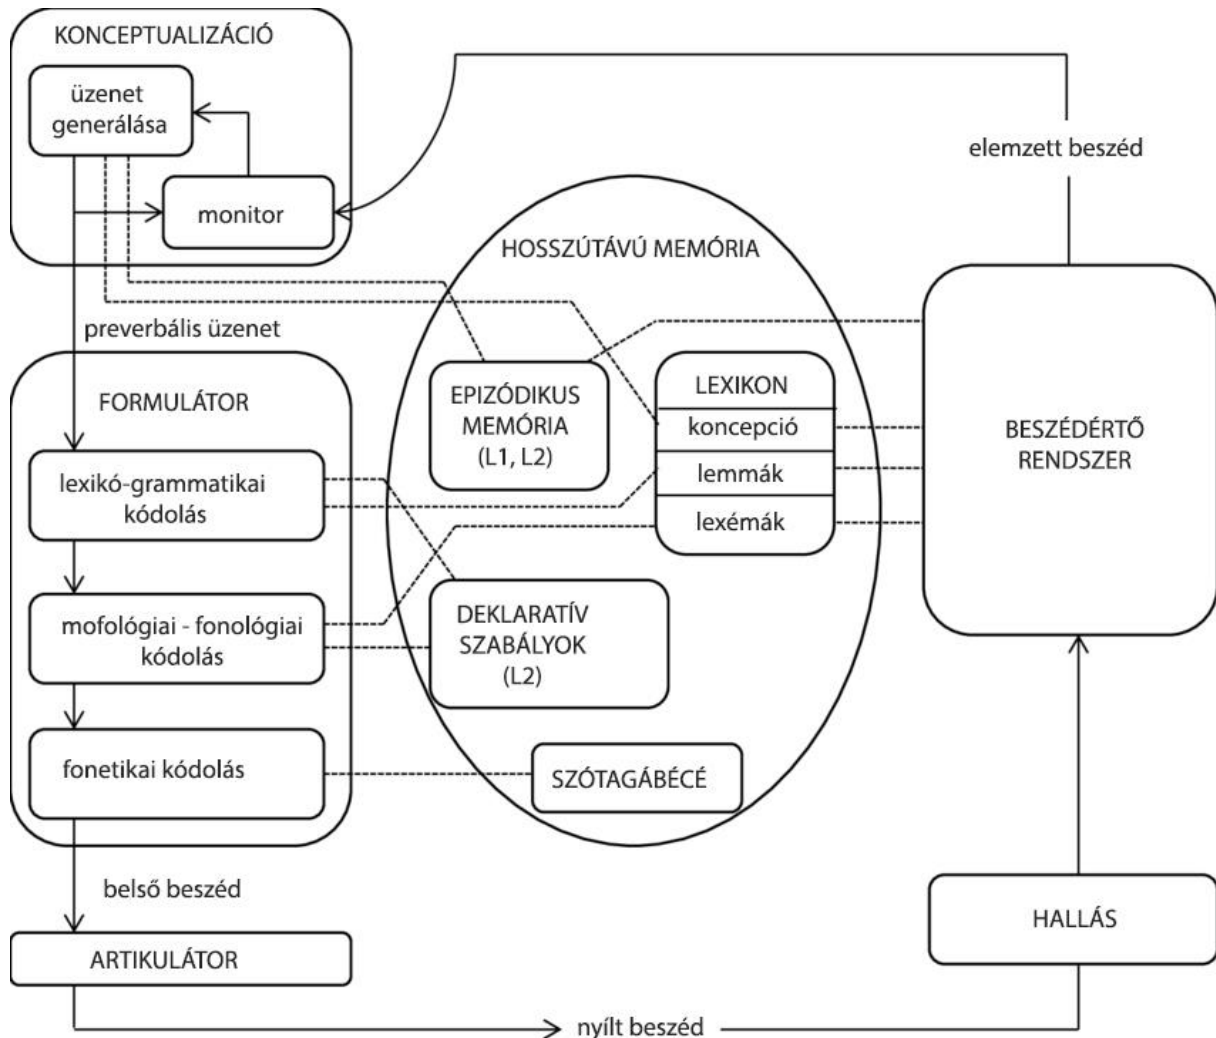 KONCEPTUALIZÁCIÓ
üzenet
generálása
monitor
elemzett beszéd
HOSSZÚTÁVÚ MEMÓRIA
preverbális üzenet
FORMULÁTOR
lexikó-grammatikai
kódolás
mofológiai - fonológiai
kódolás
fonetikai kódolás
EPIZÓDIKUS
MEMÓRIA
(L1, L2)
LEXIKON
koncepció
lemmák
lexémák
DEKLARATÍV
SZABÁLYOK
(L2)
SZÓTAGÁBÉCÉ
BESZÉDÉRTŐ
RENDSZER
belső beszéd
ARTIKULÁTOR
HALLÁS
nyílt beszéd